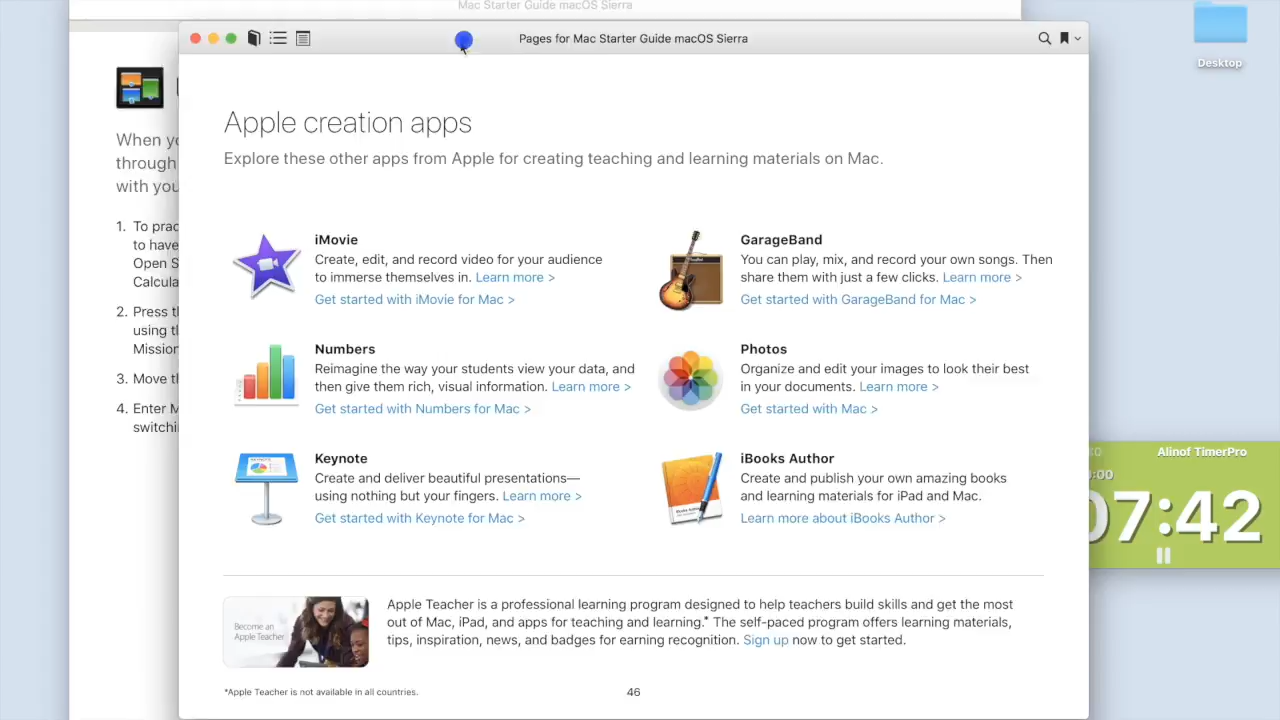 Mac Starter Guide macOS Sierra
Pages for Mac Starter Guide macOS Sierra
Desktop
When yo
through
with you
1. To prac
to have
Open S
Calcula
2. Press th
using th
Mission
3. Move th
4. Enter M
switchin
Apple creation apps
Explore these other apps from Apple for creating teaching and learning materials on Mac.
iMovie
Create, edit, and record video for your audience
to immerse themselves in. Learn more >
Get started with iMovie for Mac >
GarageBand
You can play, mix, and record your own songs. Then
share them with just a few clicks. Learn more >
Get started with GarageBand for Mac >
Numbers
Reimagine the way your students view your data, and
then give them rich, visual information. Learn more >
Get started with Numbers for Mac >
Photos
Organize and edit your images to look their best
in your documents. Learn more >
Get started with Mac >
Keynote
Create and deliver beautiful presentations—
using nothing but your fingers. Learn more >
Get started with Keynote for Mac >
iBooks Author
Create and publish your own amazing books
and learning materials for iPad and Mac.
Learn more about iBooks Author >
Alinof TimerPro
:00
07:42
Become an
Apple Teacher
Apple Teacher is a professional learning program designed to help teachers build skills and get the most
out of Mac, iPad, and apps for teaching and learning.* The self-paced program offers learning materials,
tips, inspiration, news, and badges for earning recognition. Sign up now to get started.
*Apple Teacher is not available in all countries.
46